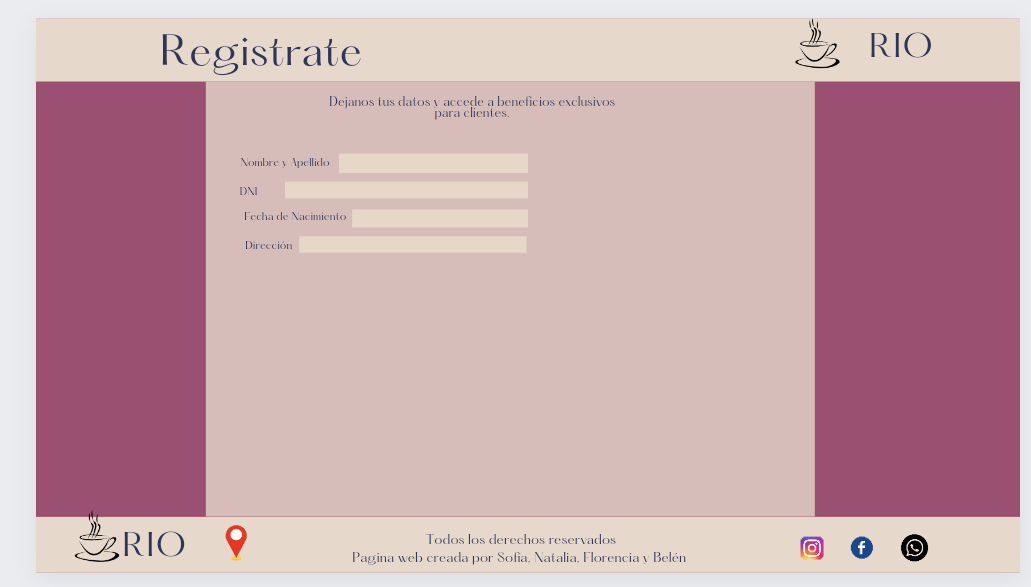 Registrate
RIO
Dejanos tus datos y accede a beneficios exclusivos
para clientes.
Nombre y Apellido
DNI
Fecha de Nacimiento
Dirección
RIO
Todos los derechos reservados
Pagína web creada por Sofia, Natalia, Florencia y Belén